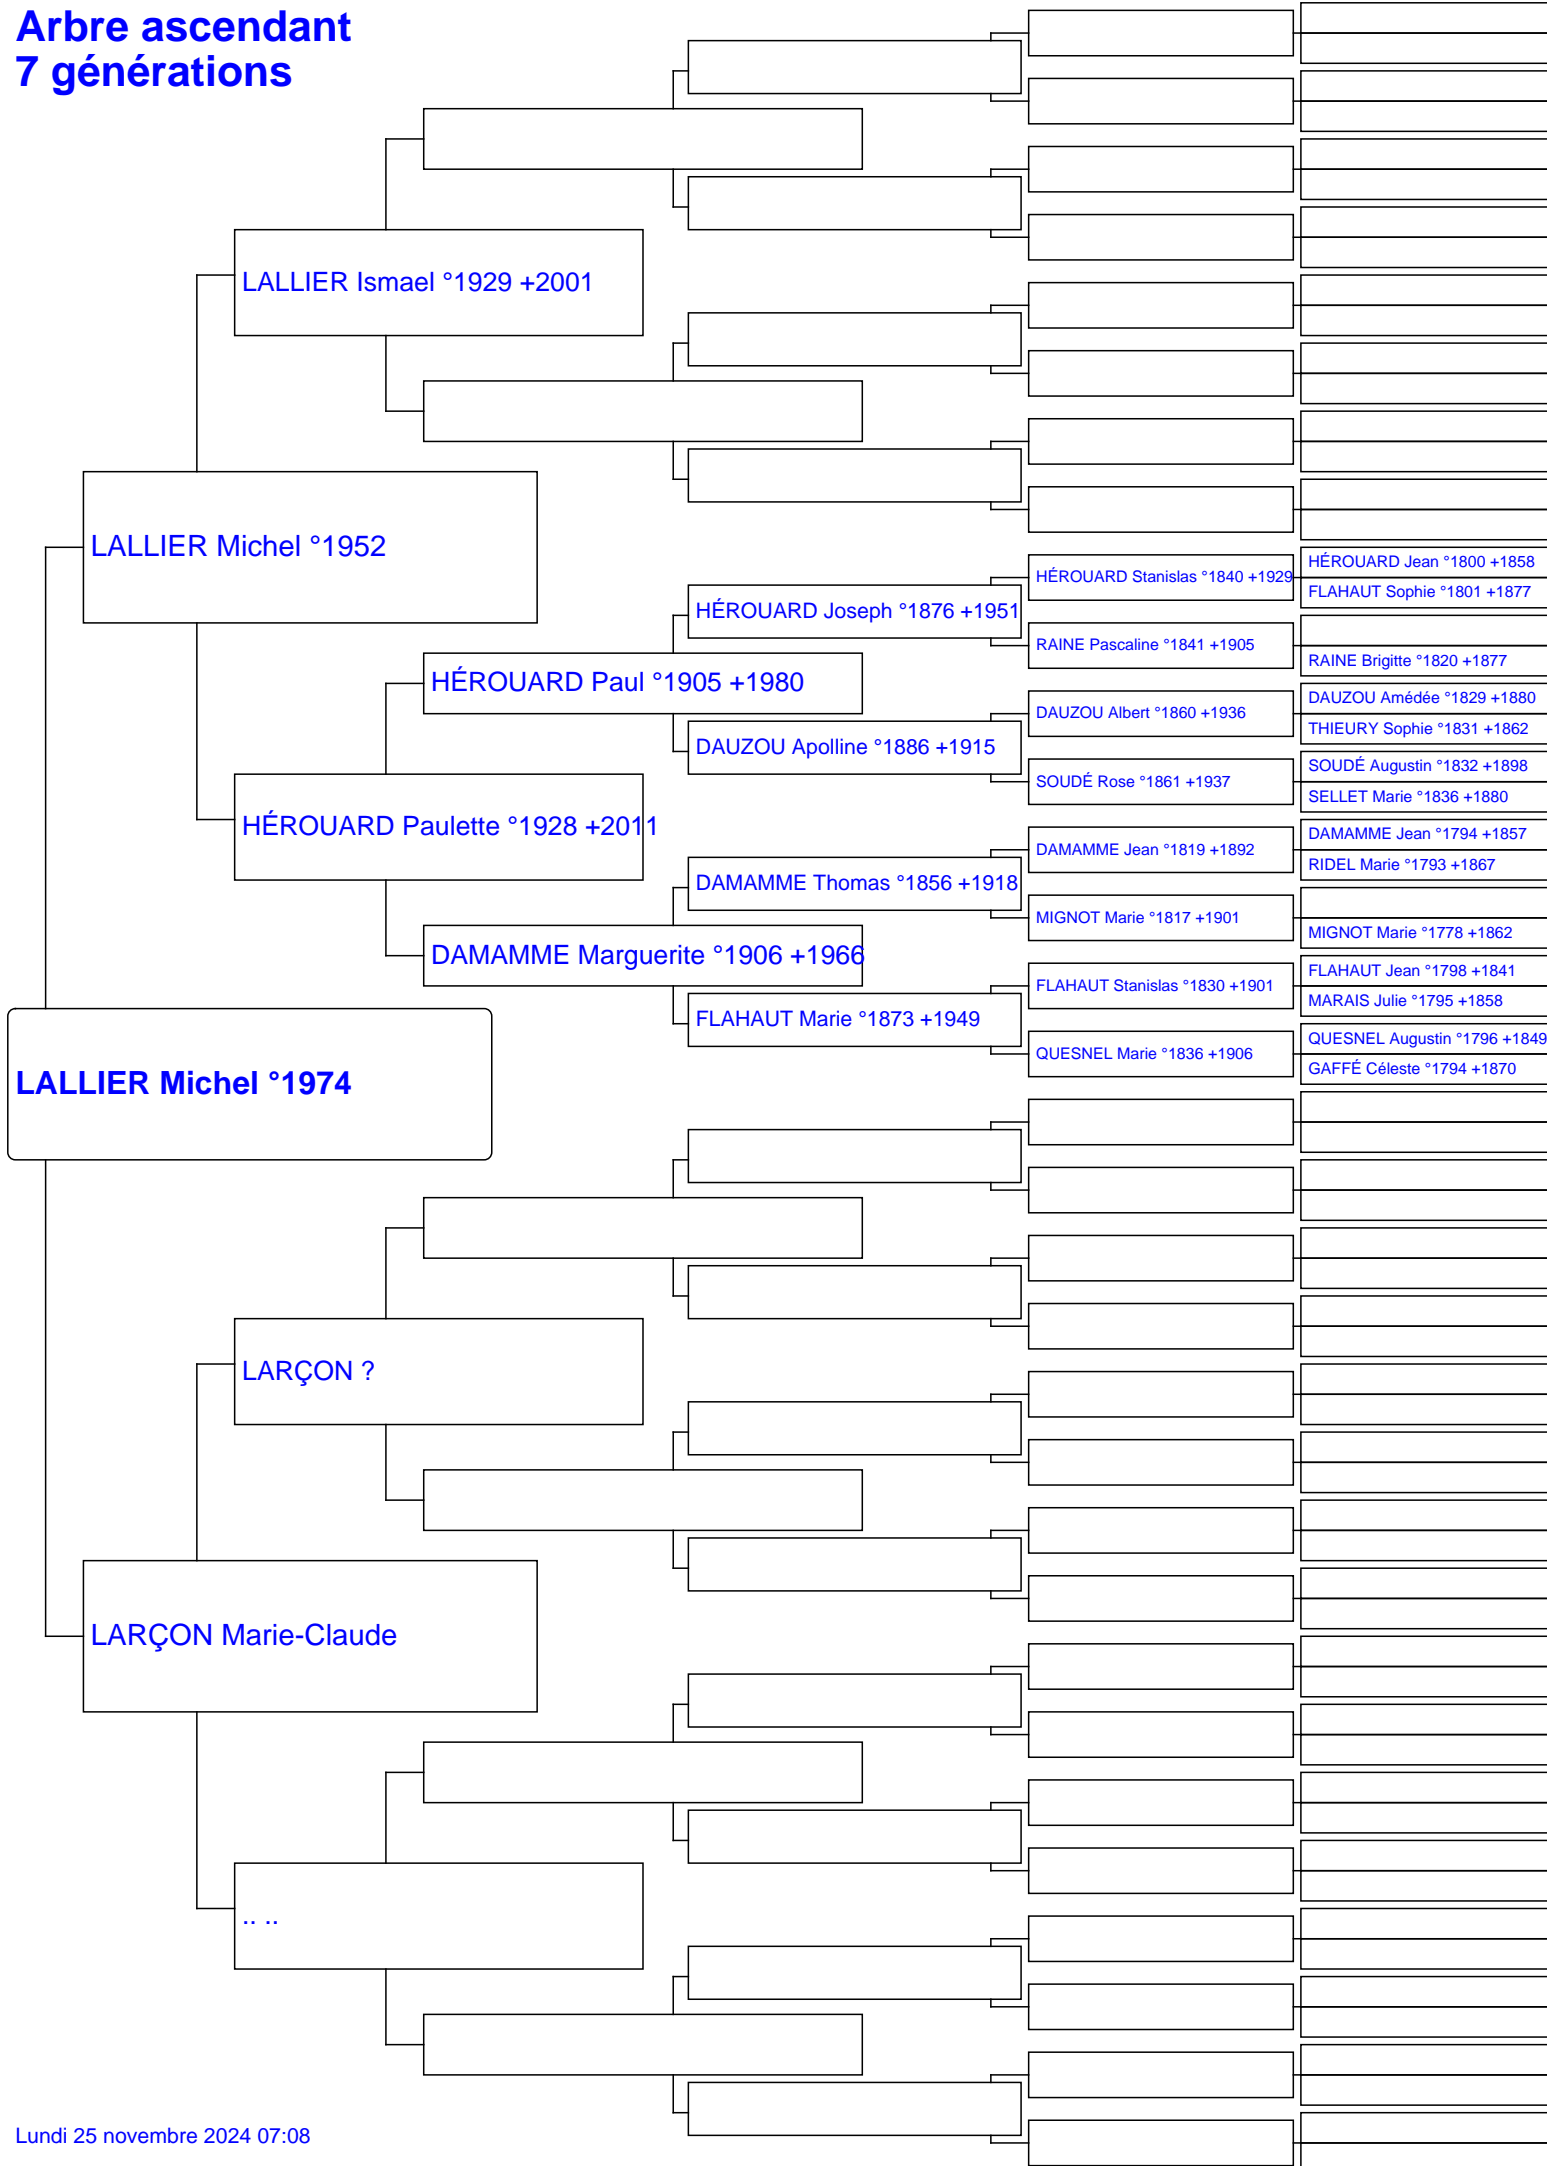 Arbre ascendant
7 générations
LALLIER Ismael °1929 +2001
LALLIER Michel °1952
HÉROUARD Stanislas °1840 +1929
HÉROUARD Jean °1800 +1858
FLAHAUT Sophie °1801 +1877
HÉROUARD Joseph °1876 +1951
RAINE Pascaline °1841 +1905
RAINE Brigitte °1820 +1877
HÉROUARD Paul °1905 +1980
DAUZOU Albert °1860 +1936
DAUZOU Amédée °1829 +1880
THIEURY Sophie °1831 +1862
DAUZOU Apolline °1886 +1915
SOUDÉ Rose °1861 +1937
SOUDÉ Augustin °1832 +1898
SELLET Marie °1836 +1880
HÉROUARD Paulette °1928 +2011
DAMAMME Jean °1819 +1892
DAMAMME Jean °1794 +1857
RIDEL Marie °1793 +1867
DAMAMME Thomas °1856 +1918
MIGNOT Marie °1817 +1901
MIGNOT Marie °1778 +1862
DAMAMME Marguerite °1906 +1966
FLAHAUT Stanislas °1830 +1901
FLAHAUT Jean °1798 +1841
MARAIS Julie °1795 +1858
FLAHAUT Marie °1873 +1949
QUESNEL Marie °1836 +1906
QUESNEL Augustin °1796 +1849
GAFFÉ Céleste °1794 +1870
LALLIER Michel °1974
LARÇON ?
LARÇON Marie-Claude
.. ..
Lundi 25 novembre 2024 07:08